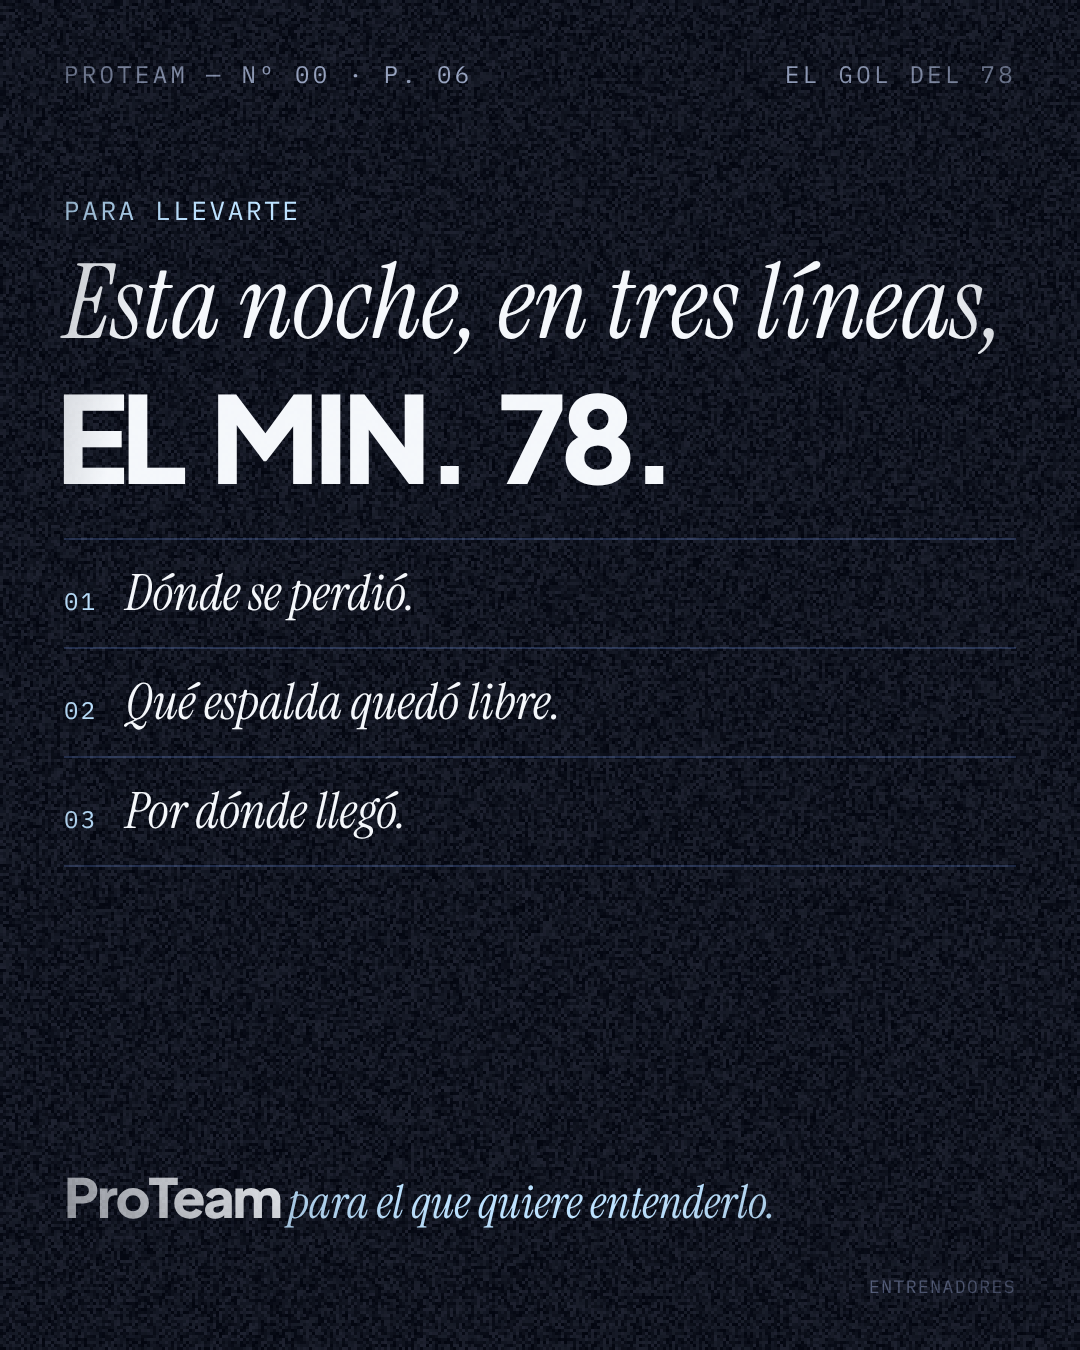 PROTEAM — Nº 00 · P. 06
EL GOL DEL 78
PARA LLEVARTE
Esta noche, en tres líneas,
EL MIN. 78.
01 Dónde se perdió.
02 Qué espalda quedó libre.
03 Por dónde llegó.
ProTeam para el que quiere entenderlo.
ENTRENADORES